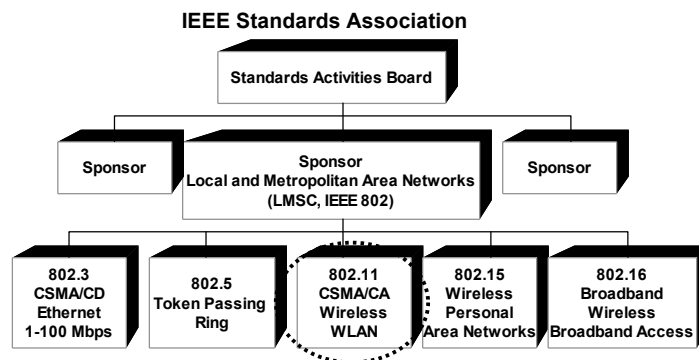 IEEE Standards Association
Standards Activities Board
Sponsor
Sponsor
Local and Metropolitan Area Networks
(LMSC, IEEE 802)
Sponsor
802.3
CSMA/CD
Ethernet
1-100 Mbps
802.5
Token Passing
Ring
802.11
CSMA/CA
Wireless
WLAN
802.15
Wireless
Personal
Area Networks
802.16
Broadband
Wireless
Broadband Access